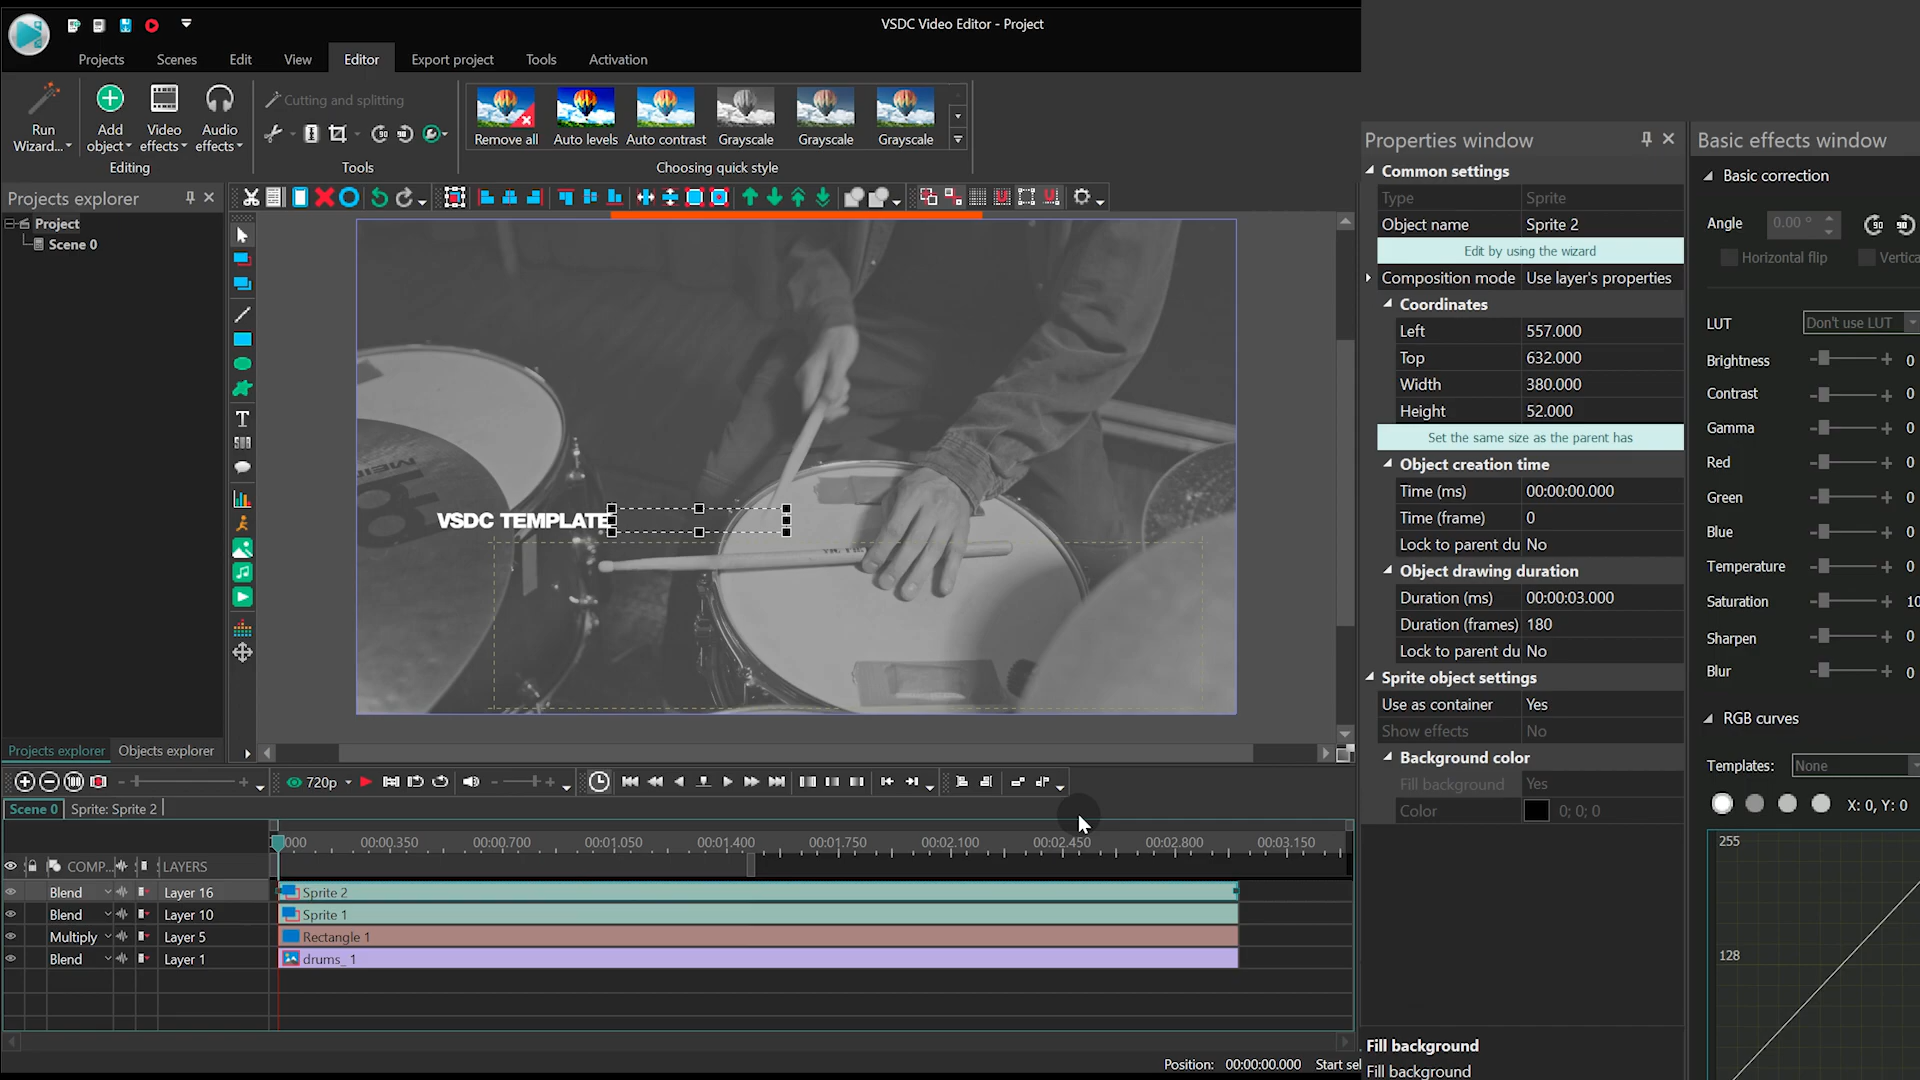 VSDC Video Editor - Project
Projects
Scenes
Edit
View
Editor
Export project
Tools
Activation
Run
Wizard...
Add
object
Video
effects
Audio
effects
Editing
Cutting and splitting
Tools
Remove all
Auto levels
Auto contrast
Grayscale
Grayscale
Grayscale
Choosing quick style
Projects explorer
Project
Scene 0
VSDC TEMPLATE
Projects explorer
Objects explorer
720p
Scene 0
Sprite: Sprite 2
000
00:00.350
00:00.700
00:01.050
00:01.400
00:01.750
00:02.100
00:02.450
00:02.800
00:03.150
COMP...
LAYERS
Blend
Layer 16
Sprite 2
Blend
Layer 10
Sprite 1
Multiply
Layer 5
Rectangle 1
Blend
Layer 1
drums_ 1
Position:
00:00:00.000
Start sel
Properties window
Common settings
Type
Sprite
Object name
Sprite 2
Edit by using the wizard
Composition mode
Use layer's properties
Coordinates
Left
557.000
Top
632.000
Width
380.000
Height
52.000
Set the same size as the parent has
Object creation time
Time (ms)
00:00:00.000
Time (frame)
0
Lock to parent du
No
Object drawing duration
Duration (ms)
00:00:03.000
Duration (frames)
180
Lock to parent du
No
Sprite object settings
Use as container
Yes
Show effects
No
Background color
Fill background
Yes
Color
0; 0; 0
Fill background
Fill background
Basic effects window
Basic correction
Angle
0.00 °
90
90
Horizontal flip
Vertica
LUT
Don't use LUT
Brightness
0
Contrast
0
Gamma
0
Red
0
Green
0
Blue
0
Temperature
0
Saturation
10
Sharpen
0
Blur
0
RGB curves
Templates:
None
X: 0, Y: 0
255
128